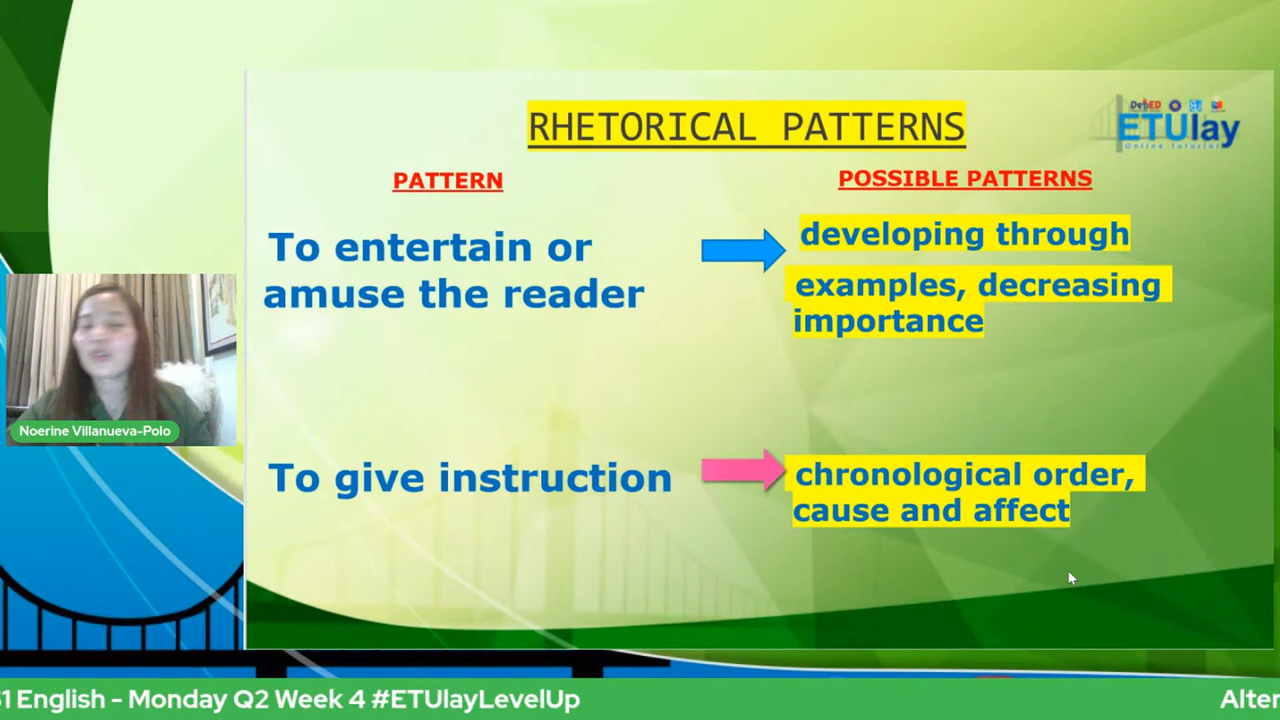 RHETORICAL PATTERNS
DepED
ETUlay
Online Tutorial
PATTERN
POSSIBLE PATTERNS
To entertain or
amuse the reader
developing through
examples, decreasing
importance
Noerine Villanueva-Polo
To give instruction
chronological order,
cause and affect
1 English - Monday Q2 Week 4 #ETUlayLevelUp
Alter